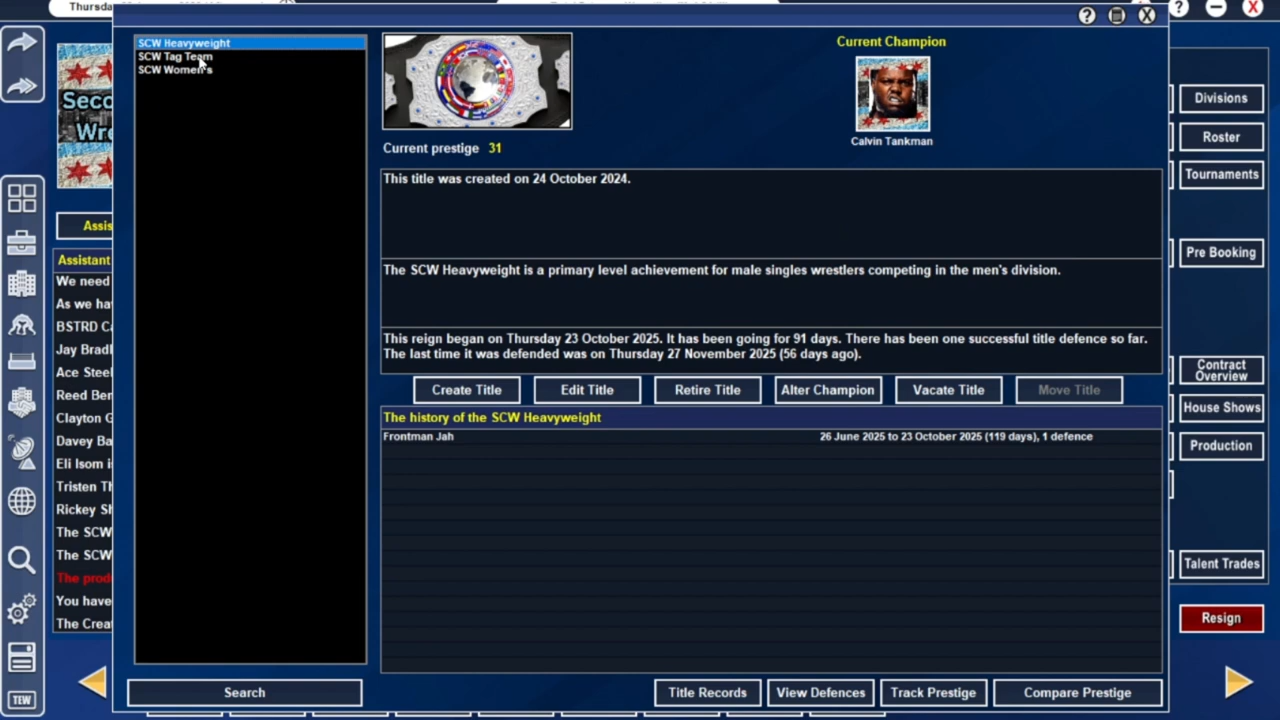 Thursda
?
X
?
X
SCW Heavyweight
SCW Tag Team
SCW Women's
Current Champion
Calvin Tankman
Current prestige 31
This title was created on 24 October 2024.
The SCW Heavyweight is a primary level achievement for male singles wrestlers competing in the men's division.
This reign began on Thursday 23 October 2025. It has been going for 91 days. There has been one successful title defence so far.
The last time it was defended was on Thursday 27 November 2025 (56 days ago).
Create Title
Edit Title
Retire Title
Alter Champion
Vacate Title
Move Title
The history of the SCW Heavyweight
Frontman Jah 26 June 2025 to 23 October 2025 (119 days), 1 defence
Search
Title Records
View Defences
Track Prestige
Compare Prestige
Seco
Wre
Assis
Assistant
We need
As we ha
BSTRD C
Jay Bradl
Ace Steel
Reed Ben
Clayton G
Davey Ba
Eli Isom i
Tristen Th
Rickey Sh
The SCW
The SCW
The prod
You have
The Crea
TEW
Divisions
Roster
Tournaments
Pre Booking
Contract
Overview
House Shows
Production
Talent Trades
Resign